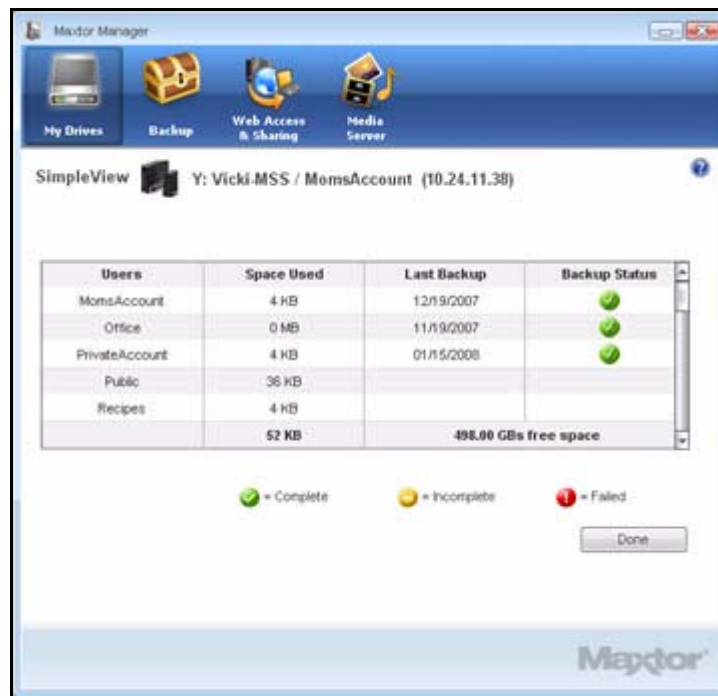 Maxtor Manager
My Drives
Backup
Web Access
& Sharing
Media
Server
SimpleView Y: Vicki-MSS / MomsAccount (10.24.11.38)
Users Space Used Last Backup Backup Status
MomsAccount 4 KB 12/19/2007
Office 0 MB 11/19/2007
PrivateAccount 4 KB 01/15/2008
Public 36 KB
Recipes 4 KB
52 KB 498.00 GBs free space
= Complete = Incomplete = Failed
Done
Maxtor